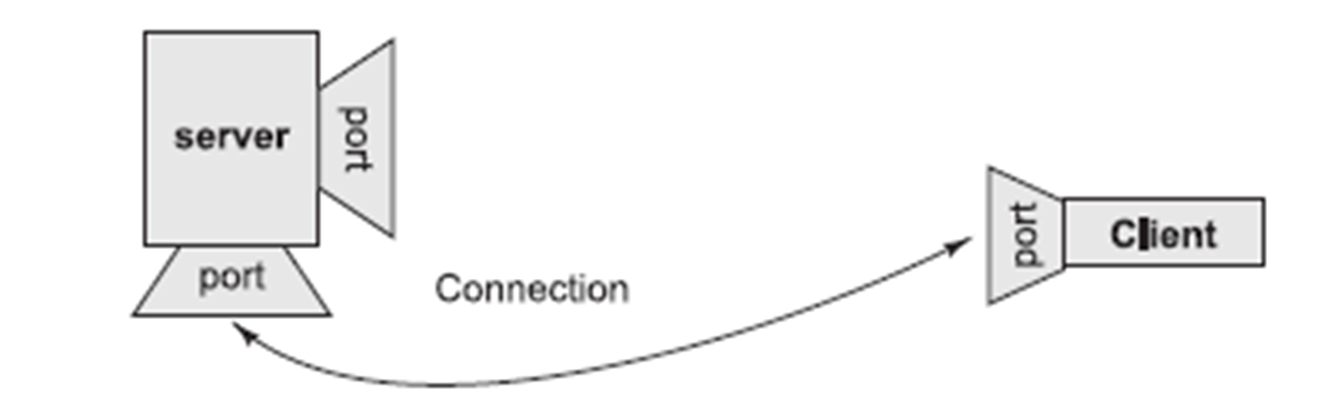 server
port
port
Connection
port
Client